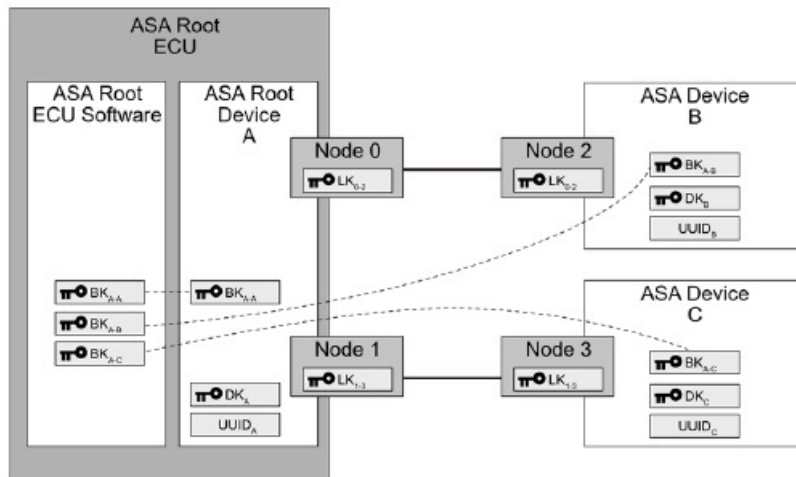 ASA Root
ECU
ASA Root
ECU Software
ASA Root
Device
A
ASA Device
B
Node 0
LK0-2
Node 2
LK0-2
BKA-B
DKB
UUIDB
BKA-A
BKA-B
BKA-C
BKA-A
DKA
UUIDA
Node 1
LK1-3
Node 3
LK1-3
ASA Device
C
BKA-C
DKC
UUIDC